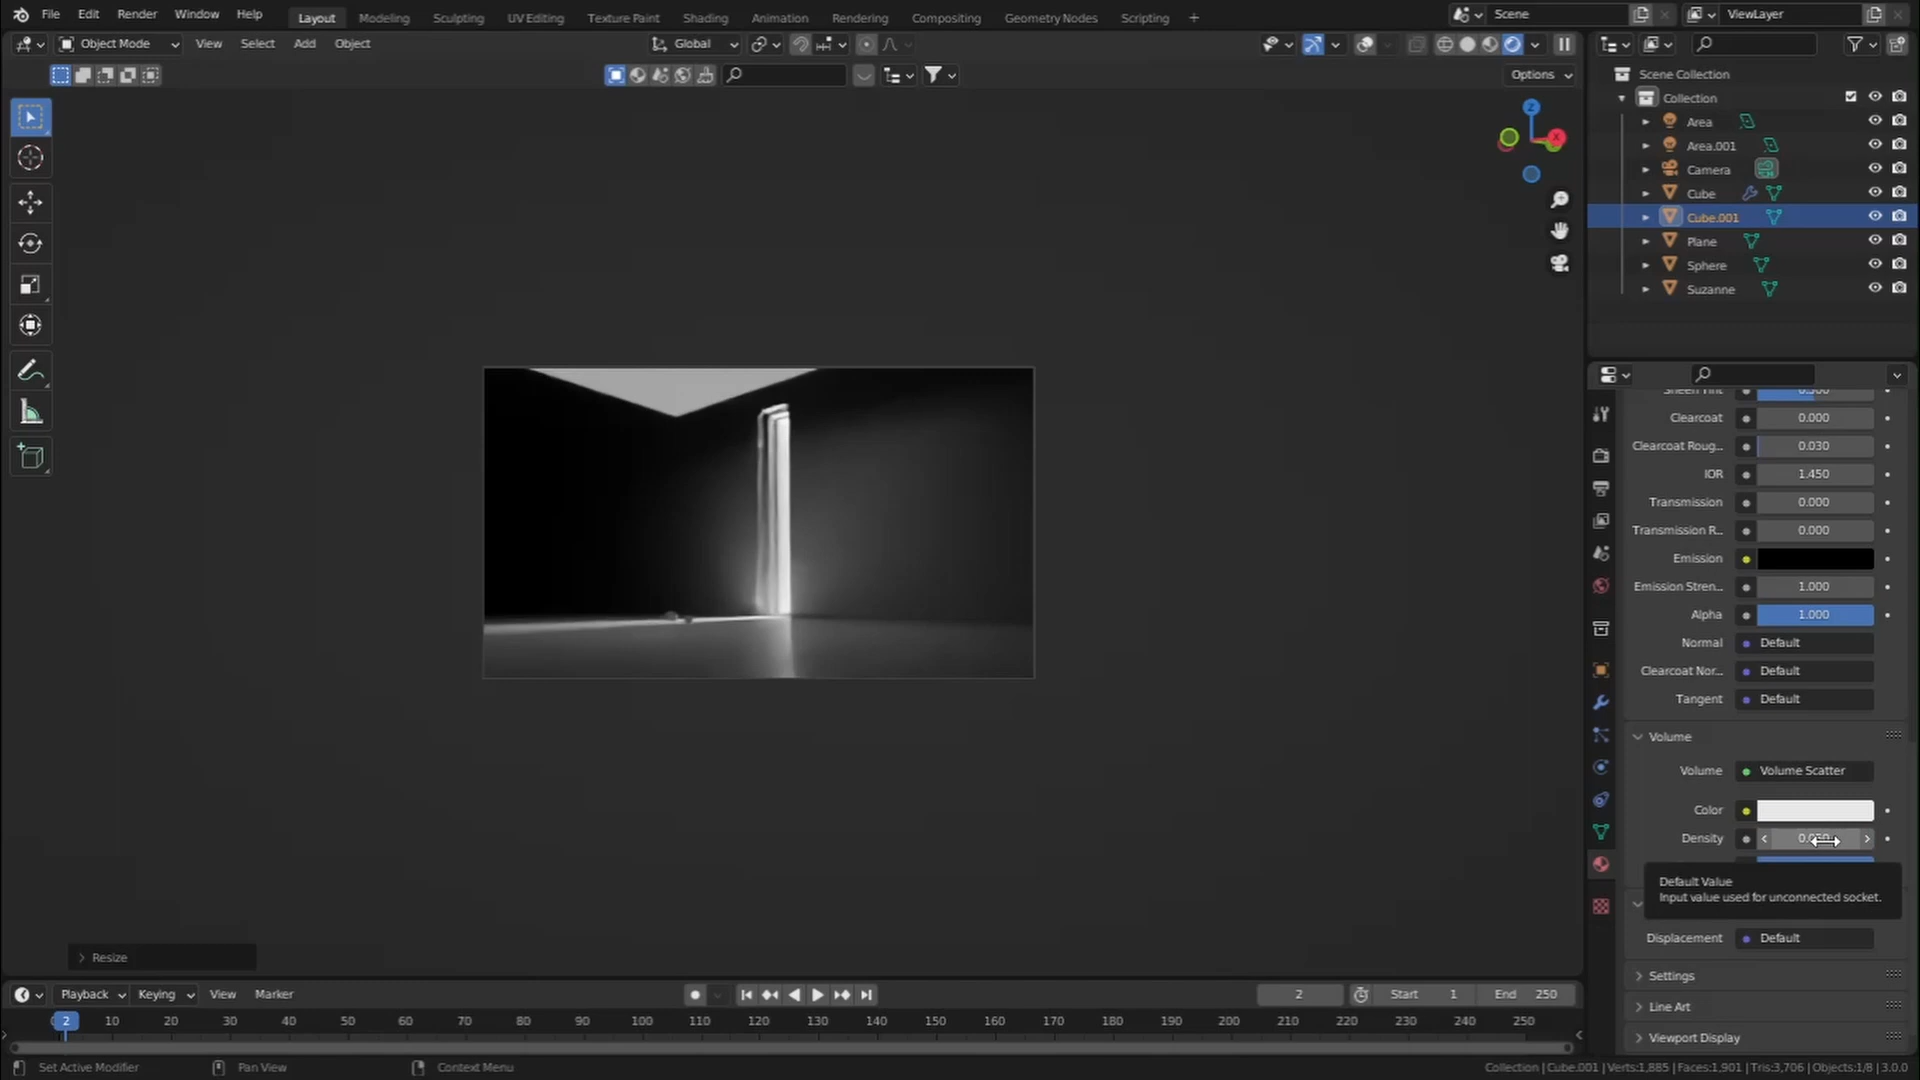 File Edit Render Window Help Layout Modeling Sculpting UV Editing Texture Paint Shading Animation Rendering Compositing Geometry Nodes Scripting Scene ViewLayer
Object Mode View Select Add Object Global
Options
Scene Collection
Collection
Area
Area.001
Camera
Cube
Cube.001
Plane
Sphere
Suzanne
Sheen Tint 0.500
Clearcoat 0.000
Clearcoat Roug... 0.030
IOR 1.450
Transmission 0.000
Transmission R... 0.000
Emission
Emission Stren... 1.000
Alpha 1.000
Normal Default
Clearcoat Nor... Default
Tangent Default
Volume
Volume Volume Scatter
Color
Density
Default Value
Input value used for unconnected socket.
Displacement Default
Settings
Line Art
Viewport Display
Z
X
Resize
Playback Keying View Marker 2 Start 1 End 250
2 10 20 30 40 50 60 70 80 90 100 110 120 130 140 150 160 170 180 190 200 210 220 230 240 250
Set Active Modifier Pan View Context Menu Collection | Cube.001 | Verts:1,885 | Faces:1,901 | Tris:3,706 | Objects:1/8 | 3.0.0